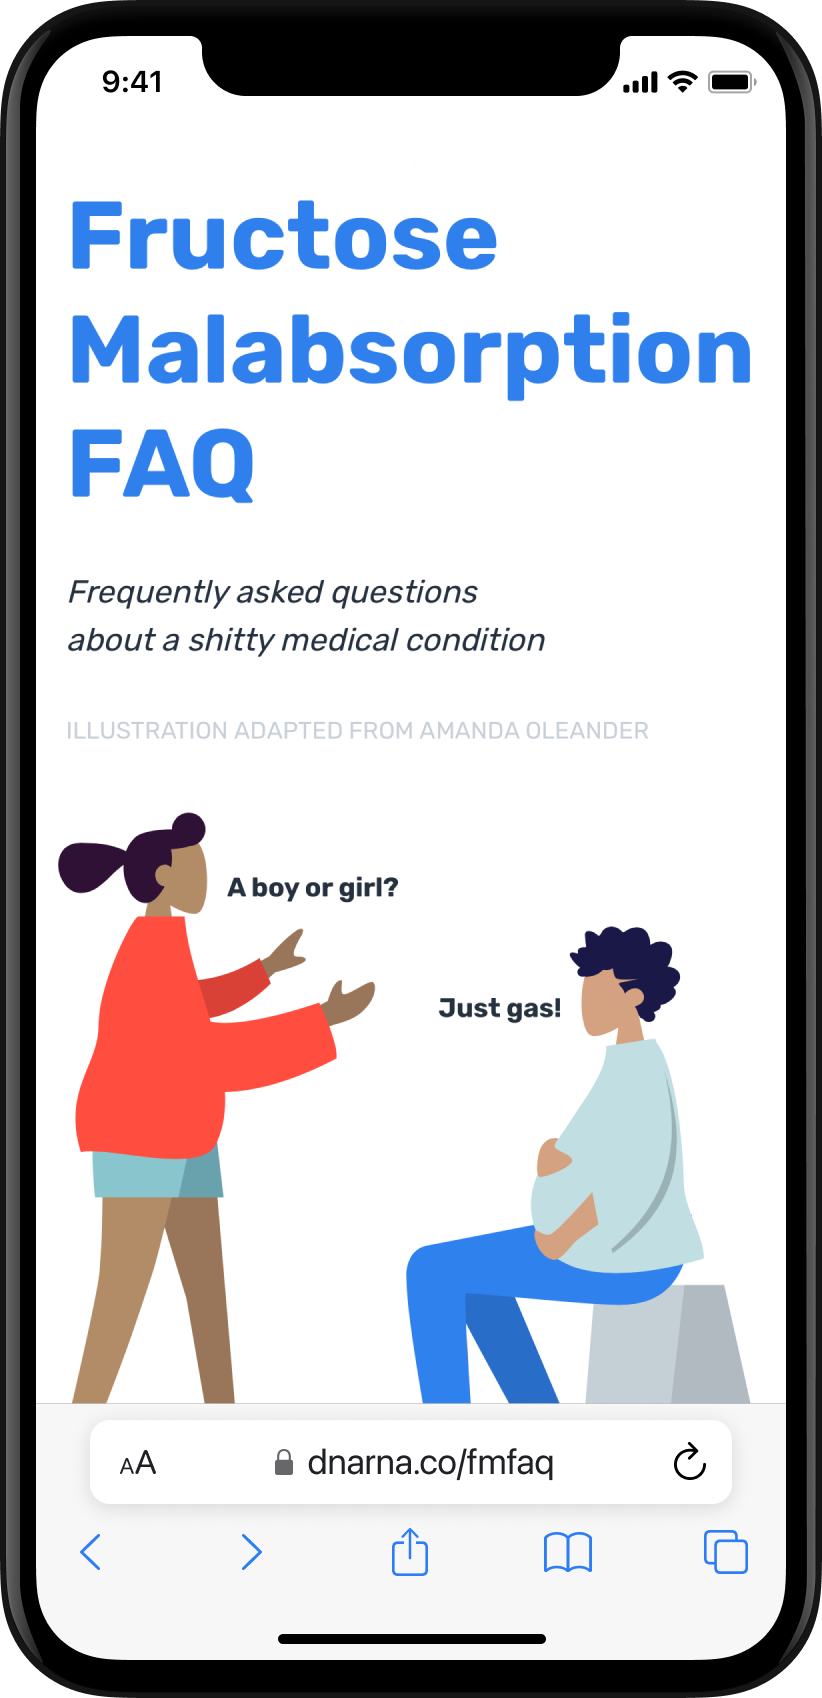 9:41
Fructose
Malabsorption
FAQ
Frequently asked questions
about a shitty medical condition
ILLUSTRATION ADAPTED FROM AMANDA OLEANDER
A boy or girl?
Just gas!
AA
dnarna.co/fmfaq